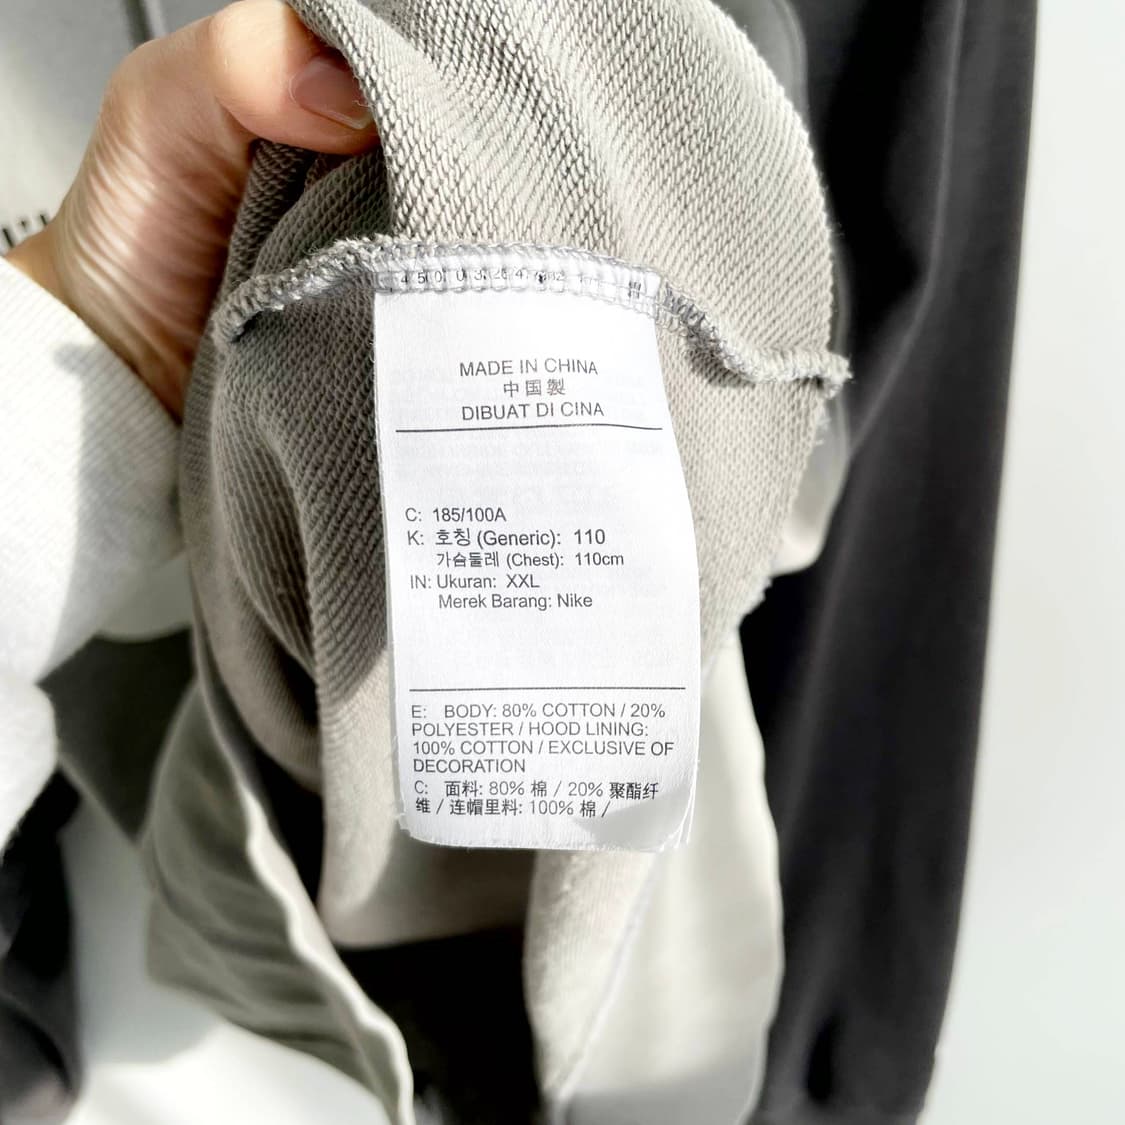 MADE IN CHINA
中国製
DIBUAT DI CINA
C: 185/100A
K: 호칭 (Generic): 110
가슴둘레 (Chest): 110cm
IN: Ukuran: XXL
Merek Barang: Nike
E: BODY: 80% COTTON / 20%
POLYESTER / HOOD LINING:
100% COTTON / EXCLUSIVE OF
DECORATION
C: 面料: 80% 棉 / 20% 聚酯纤
维 / 连帽里料: 100% 棉 /